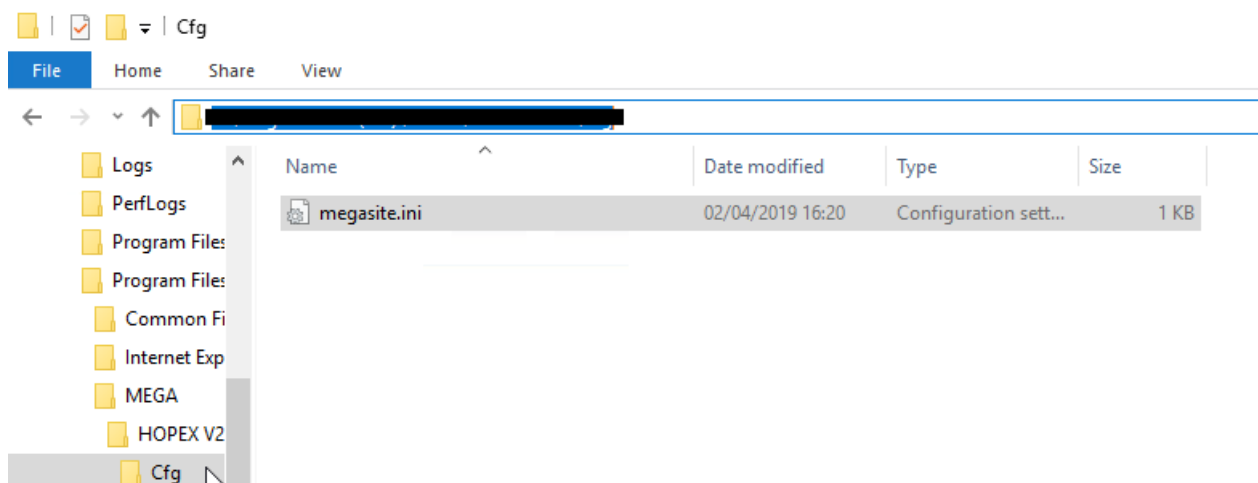 Cfg
File Home Share View
Logs
PerfLogs
Program Files
Program Files
Common Fi
Internet Exp
MEGA
HOPEX V2
Cfg
Name Date modified Type Size
megasite.ini 02/04/2019 16:20 Configuration sett... 1 KB